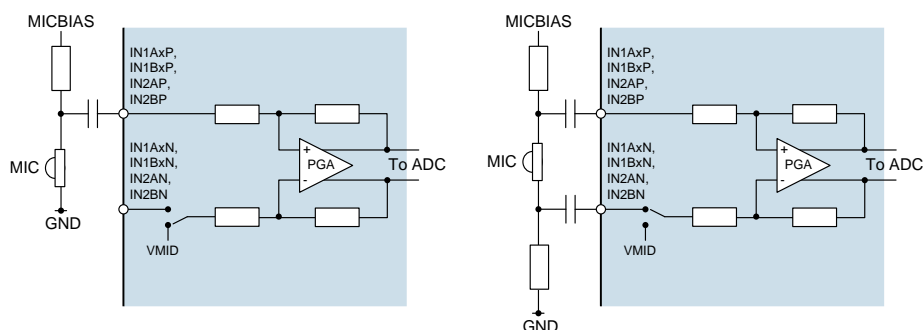 MICBIAS
IN1AxP,
IN1BxP,
IN2AP,
IN2BP
MIC
IN1AxN,
IN1BxN,
IN2AN,
IN2BN
+
PGA
-
To ADC
GND
VMID
MICBIAS
IN1AxP,
IN1BxP,
IN2AP,
IN2BP
MIC
IN1AxN,
IN1BxN,
IN2AN,
IN2BN
+
PGA
-
To ADC
VMID
GND